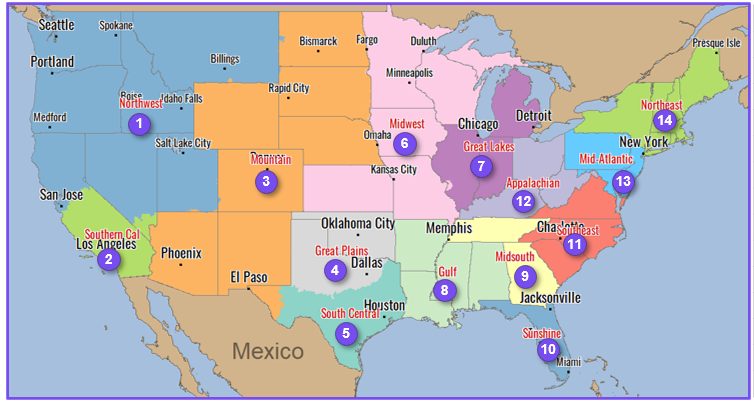 Seattle
Spokane
Portland
Billings
Bismarck
Fargo
Duluth
Presque Isle
Minneapolis
Rapid City
Medford
Boise
Northwest
Idaho Falls
1
Salt Lake City
Omaha
Midwest
6
Chicago
Detroit
Great Lakes
7
Northeast
14
New York
Mid-Atlantic
13
Mountain
3
Kansas City
Appalachian
12
San Jose
Southern Cal
Los Angeles
2
Phoenix
El Paso
Oklahoma City
Great Plains
4
Dallas
Memphis
Charlotte
Southeast
11
Midsouth
9
Gulf
8
Jacksonville
Houston
South Central
5
Sunshine
10
Miami
Mexico